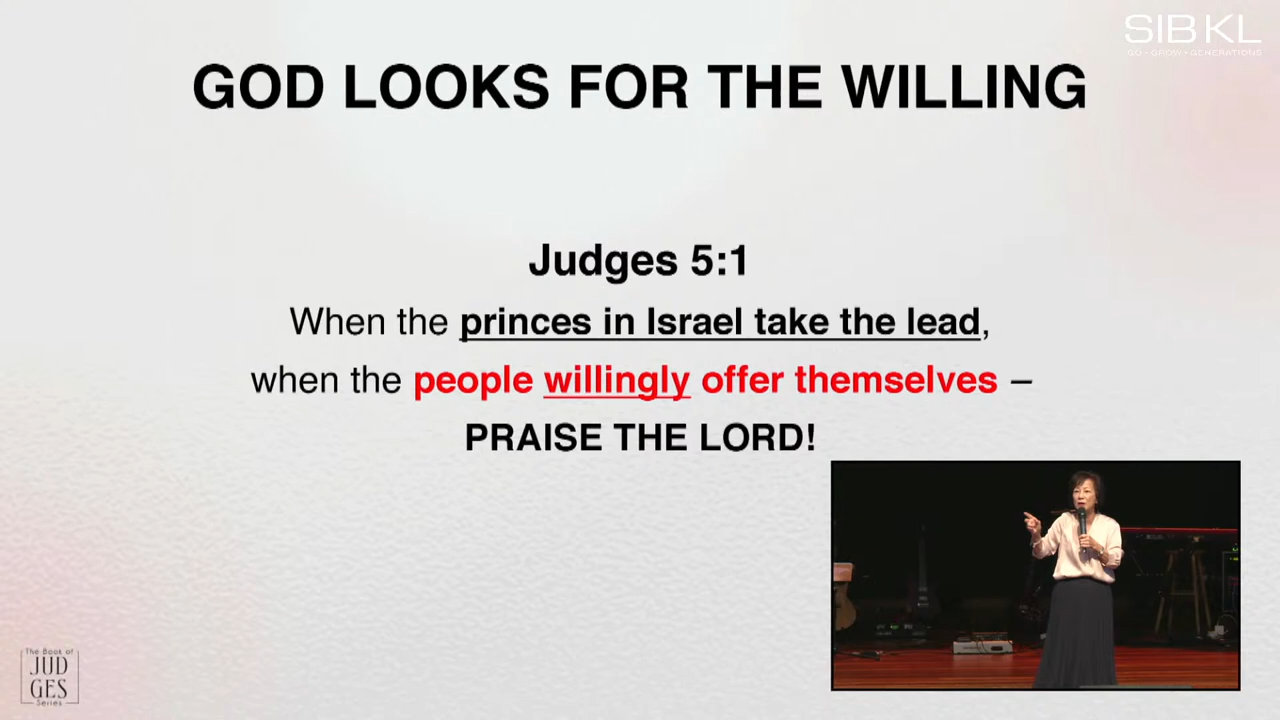 SIBKL
GO • GROW • GENERATIONS
GOD LOOKS FOR THE WILLING
Judges 5:1
When the princes in Israel take the lead,
when the people willingly offer themselves –
PRAISE THE LORD!
The Book of
JUD
GES
Series